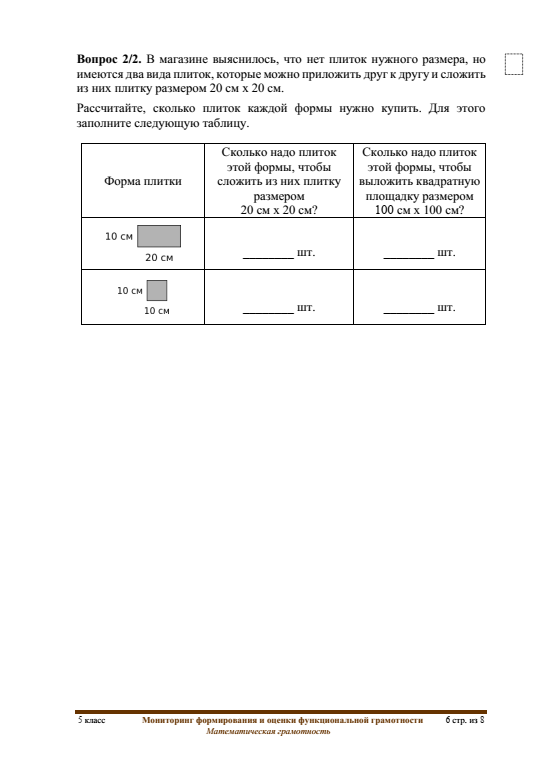 Вопрос 2/2. В магазине выяснилось, что нет плиток нужного размера, но
имеются два вида плиток, которые можно приложить друг к другу и сложить
из них плитку размером 20 см х 20 см.
Рассчитайте, сколько плиток каждой формы нужно купить. Для этого
заполните следующую таблицу.
Форма плитки
Сколько надо плиток
этой формы, чтобы
сложить из них плитку
размером
20 см х 20 см?
Сколько надо плиток
этой формы, чтобы
выложить квадратную
площадку размером
100 см х 100 см?
10 см
20 см
________ шт.
________ шт.
10 см
10 см
________ шт.
________ шт.
5 класс
Мониторинг формирования и оценки функциональной грамотности
6 стр. из 8
Математическая грамотность